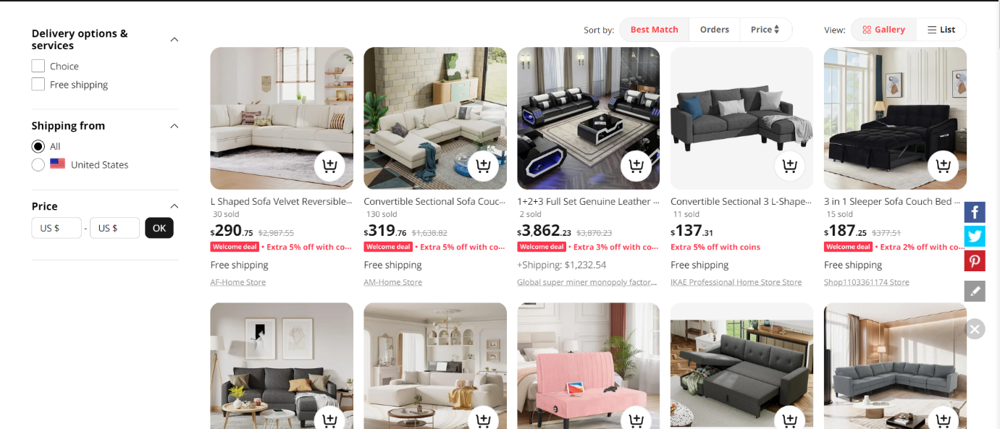 Delivery options &
services
Choice
Free shipping
Shipping from
All
United States
Price
US $ - US $ OK
Sort by: Best Match Orders Price View: Gallery List
L Shaped Sofa Velvet Reversible...
30 sold
$290.75 $2,987.55
Welcome deal • Extra 5% off with co...
Free shipping
AF-Home Store
Convertible Sectional Sofa Couc...
130 sold
$319.76 $1,638.82
Welcome deal • Extra 5% off with co...
Free shipping
AM-Home Store
1+2+3 Full Set Genuine Leather ...
2 sold
$3,862.23 $3,870.23
Welcome deal • Extra 3% off with co...
+Shipping: $1,232.54
Global super miner monopoly factor...
Convertible Sectional 3 L-Shape...
11 sold
$137.31
Extra 5% off with coins
Free shipping
IKAE Professional Home Store Store
3 in 1 Sleeper Sofa Couch Bed ...
15 sold
$187.25 $377.51
Welcome deal • Extra 2% off with co...
Free shipping
Shop1103361174 Store